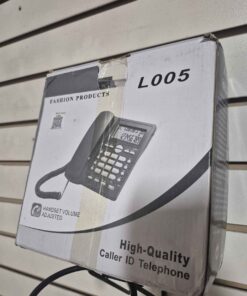 FASHION PRODUCTS
L005
HANDSET VOLUME
ADJUSTED
High-Quality
Caller ID Telephone